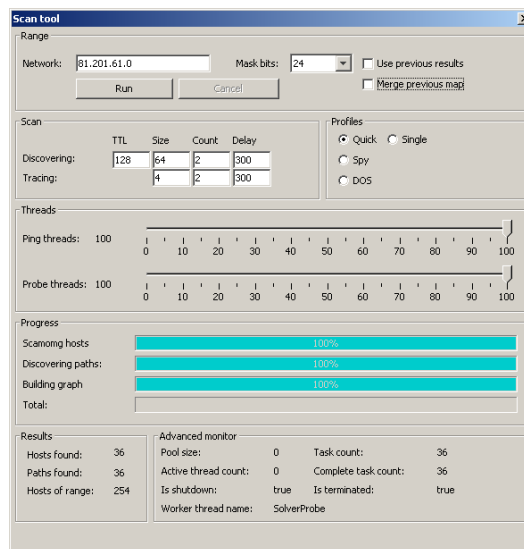 Scan tool
Range
Network: 81.201.61.0 Mask bits: 24 Use previous results
Run Cancel Merge previous map
Scan Profiles
TTL Size Count Delay Quick Single
Discovering: 128 64 2 300 Spy
Tracing: 4 2 300 DOS
Threads
Ping threads: 100
0 10 20 30 40 50 60 70 80 90 100
Probe threads: 100
0 10 20 30 40 50 60 70 80 90 100
Progress
Scamomg hosts 100%
Discovering paths: 100%
Building graph 100%
Total:
Results Advanced monitor
Hosts found: 36 Pool size: 0 Task count: 36
Paths found: 36 Active thread count: 0 Complete task count: 36
Hosts of range: 254 Is shutdown: true Is terminated: true
Worker thread name: SolverProbe